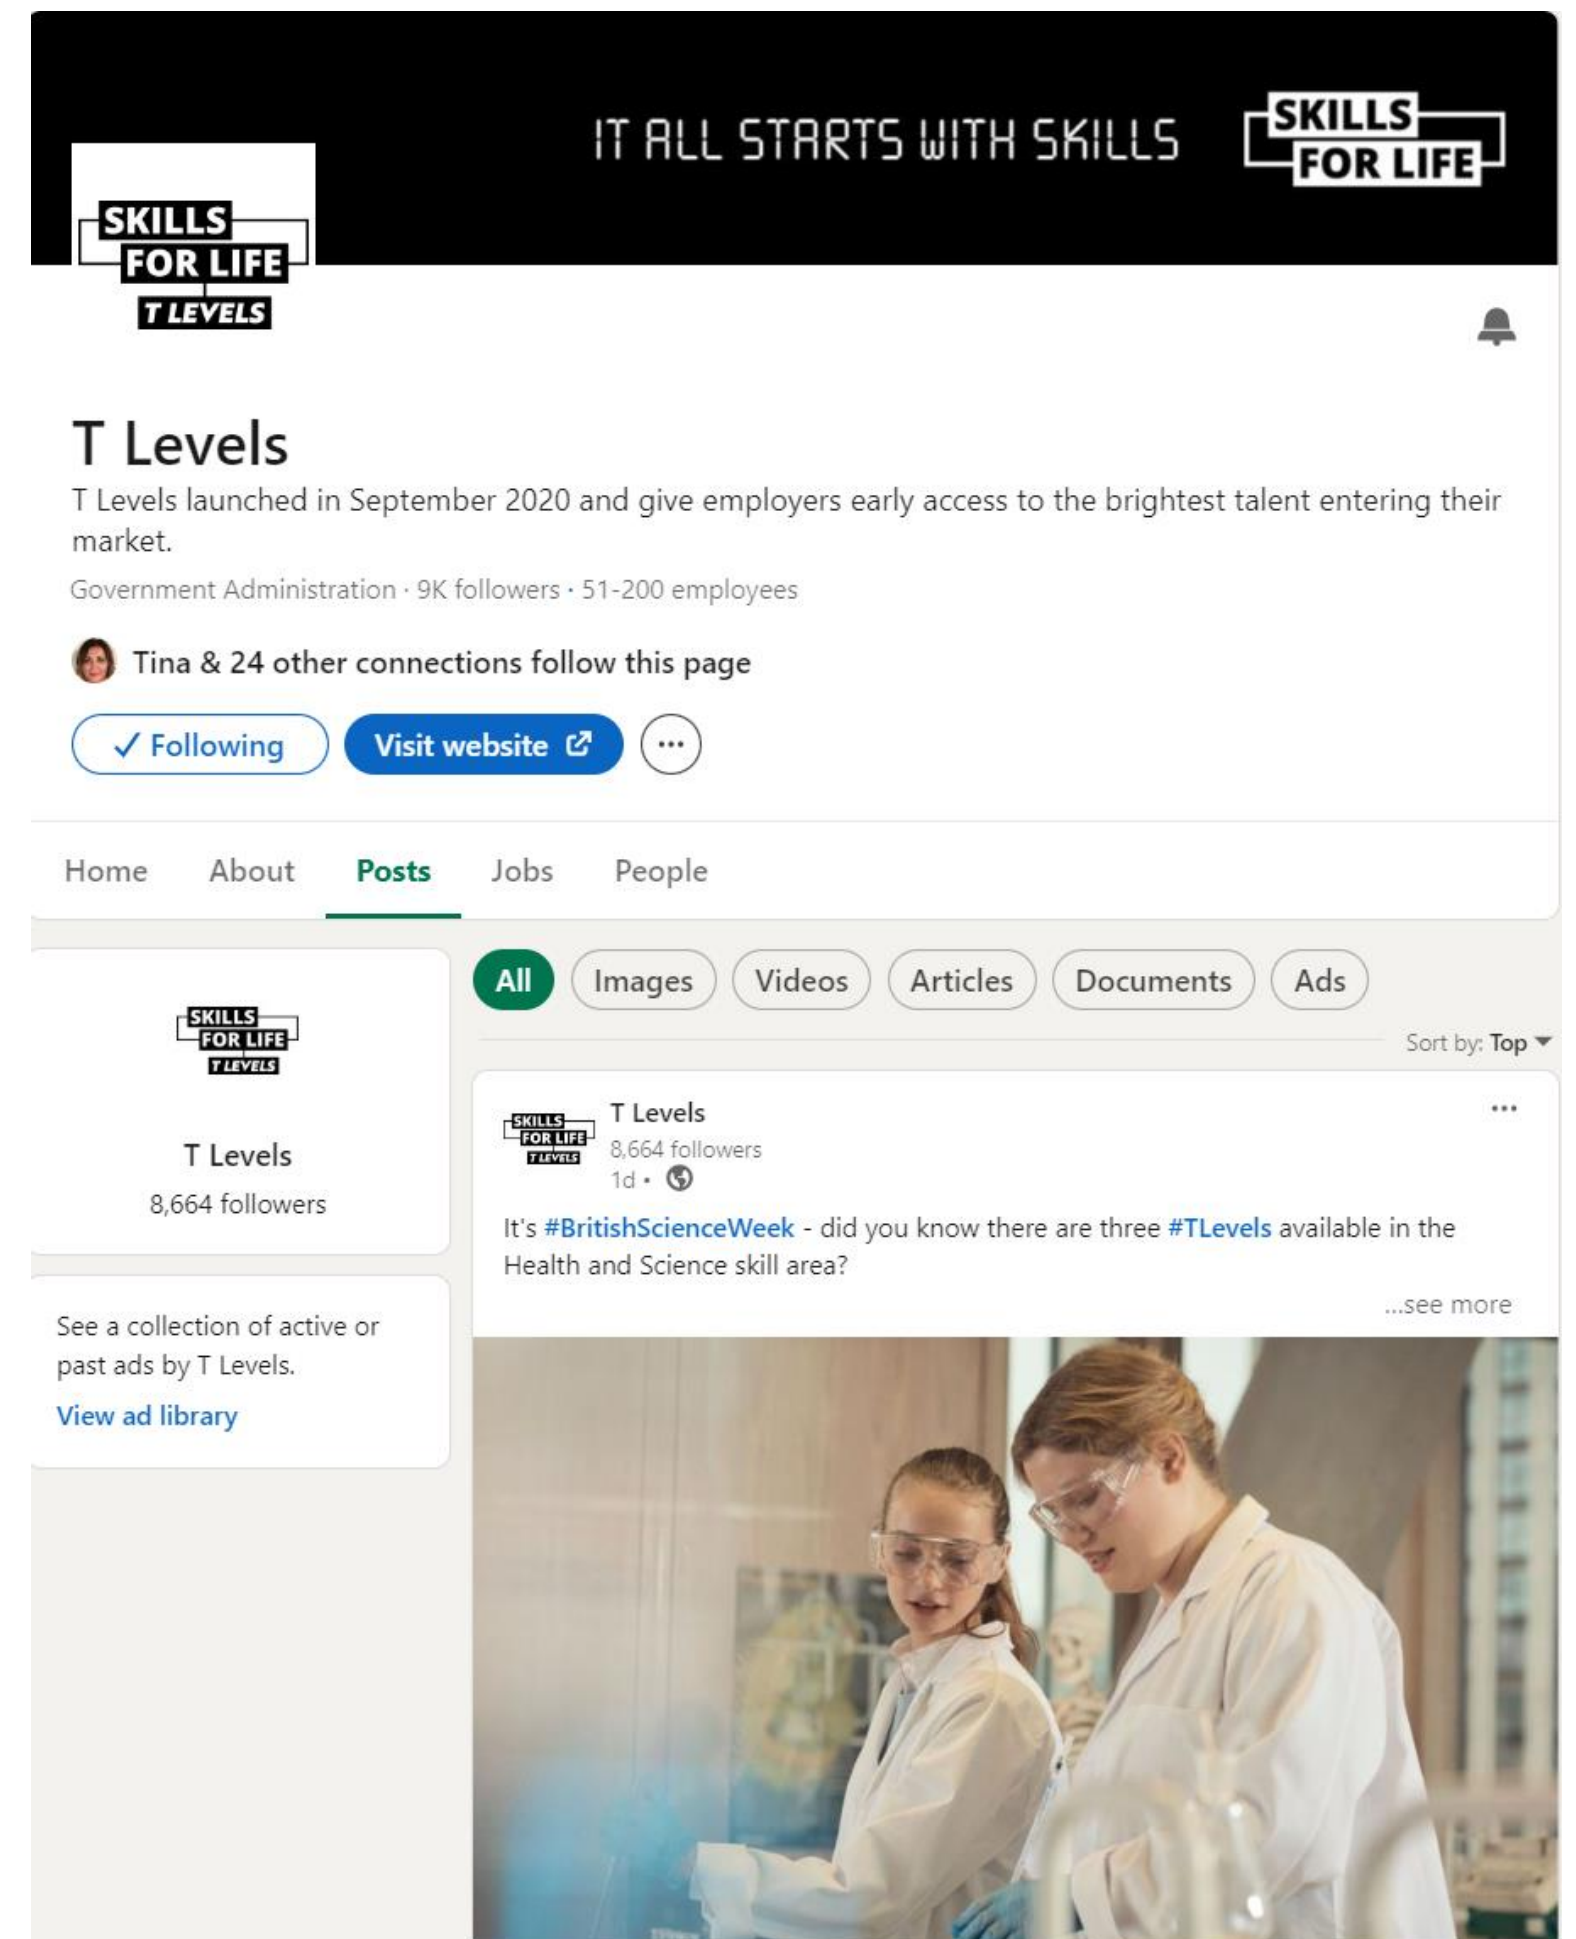 IT ALL STARTS WITH SKILLS
SKILLS
FOR LIFE
SKILLS
FOR LIFE
T LEVELS
T Levels
T Levels launched in September 2020 and give employers early access to the brightest talent entering their
market.
Government Administration · 9K followers · 51-200 employees
Tina & 24 other connections follow this page
Following
Visit website
Home
About
Posts
Jobs
People
All
Images
Videos
Articles
Documents
Ads
Sort by: Top
SKILLS
FOR LIFE
T LEVELS
T Levels
8,664 followers
See a collection of active or
past ads by T Levels.
View ad library
SKILLS
FOR LIFE
T LEVELS
T Levels
8,664 followers
1d •
It's #BritishScienceWeek - did you know there are three #TLevels available in the
Health and Science skill area?
...see more